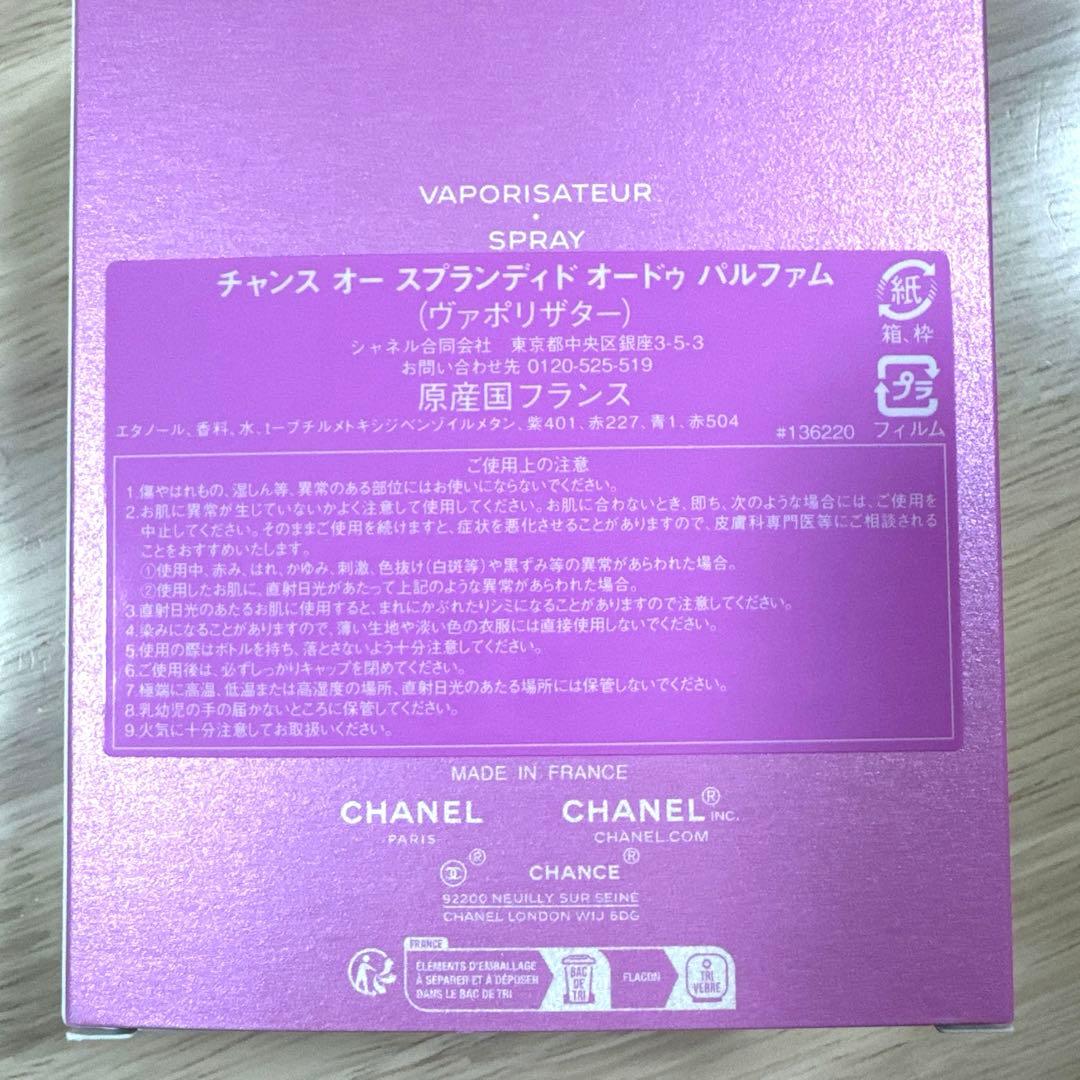 VAPORISATEUR
·
SPRAY
チャンス オー スプランディド オードゥ パルファム
(ヴァポリザター)
シャネル合同会社 東京都中央区銀座3-5-3
お問い合わせ先 0120-525-519
原産国フランス
エタノール、香料、水、t-ブチルメトキシジベンゾイルメタン、紫401、赤227、青1、赤504
#136220
紙
箱、枠
プラ
フィルム
ご使用上の注意
1.傷やはれもの、湿しん等、異常のある部位にはお使いにならないでください。
2.お肌に異常が生じていないかよく注意して使用してください。お肌に合わないとき、即ち、次のような場合には、ご使用を
中止してください。そのままご使用を続けますと、症状を悪化させることがありますので、皮膚科専門医等にご相談される
ことをおすすめいたします。
①使用中、赤み、はれ、かゆみ、刺激、色抜け(白斑等)や黒ずみ等の異常があらわれた場合。
②使用したお肌に、直射日光があたって上記のような異常があらわれた場合。
3.直射日光のあたるお肌に使用すると、まれにかぶれたりシミになることがありますので注意してください。
4.染みになることがありますので、薄い生地や淡い色の衣服には直接使用しないでください。
5.使用の際はボトルを持ち、落とさないよう十分注意してください。
6.ご使用後は、必ずしっかりキャップを閉めてください。
7.極端に高温、低温または高湿度の場所、直射日光のあたる場所には保管しないでください。
8.乳幼児の手の届かないところに保管してください。
9.火気に十分注意してお取扱いください。
MADE IN FRANCE
CHANEL
PARIS
CHANEL® INC.
CHANEL.COM
®
CHANCE®
92200 NEUILLY SUR SEINE
CHANEL LONDON W1J 6DG
FRANCE
ÉLÉMENTS D'EMBALLAGE
À SÉPARER ET À DÉPOSER
DANS LE BAC DE TRI
BAC
DE
TRI
FLACON
TRI
VERRE